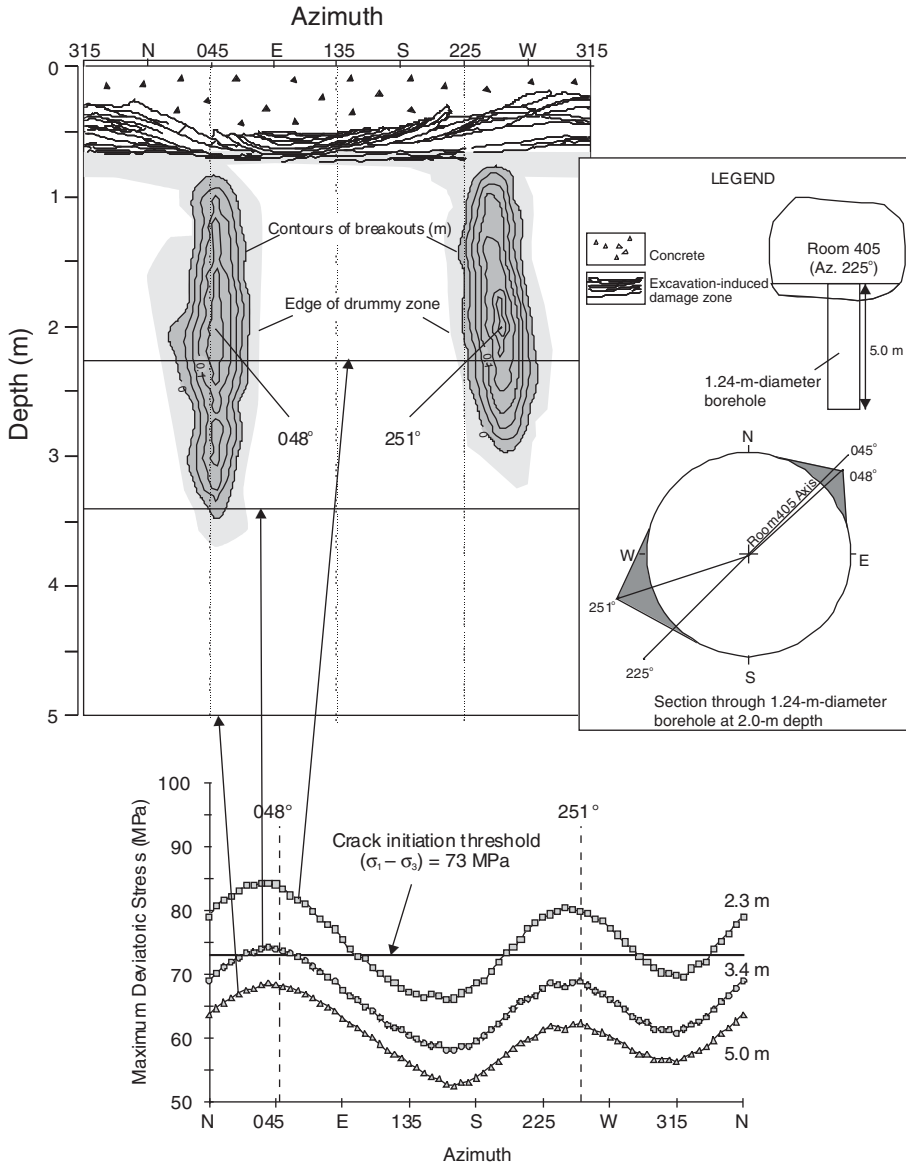 Azimuth
315 N 045 E 135 S 225 W 315
0
1
2
3
4
5
Depth (m)
Contours of breakouts (m)
Edge of drummy zone
0
0
048°
251°
LEGEND
Concrete
Excavation-induced
damage zone
Room 405
(Az. 225°)
5.0 m
1.24-m-diameter
borehole
N
045°
048°
Room405 Axis
W
E
251°
225°
S
Section through 1.24-m-diameter
borehole at 2.0-m depth
Maximum Deviatoric Stress (MPa)
100
90
80
70
60
50
048°
251°
Crack initiation threshold
(σ₁ – σ₃) = 73 MPa
2.3 m
3.4 m
5.0 m
N 045 E 135 S 225 W 315 N
Azimuth